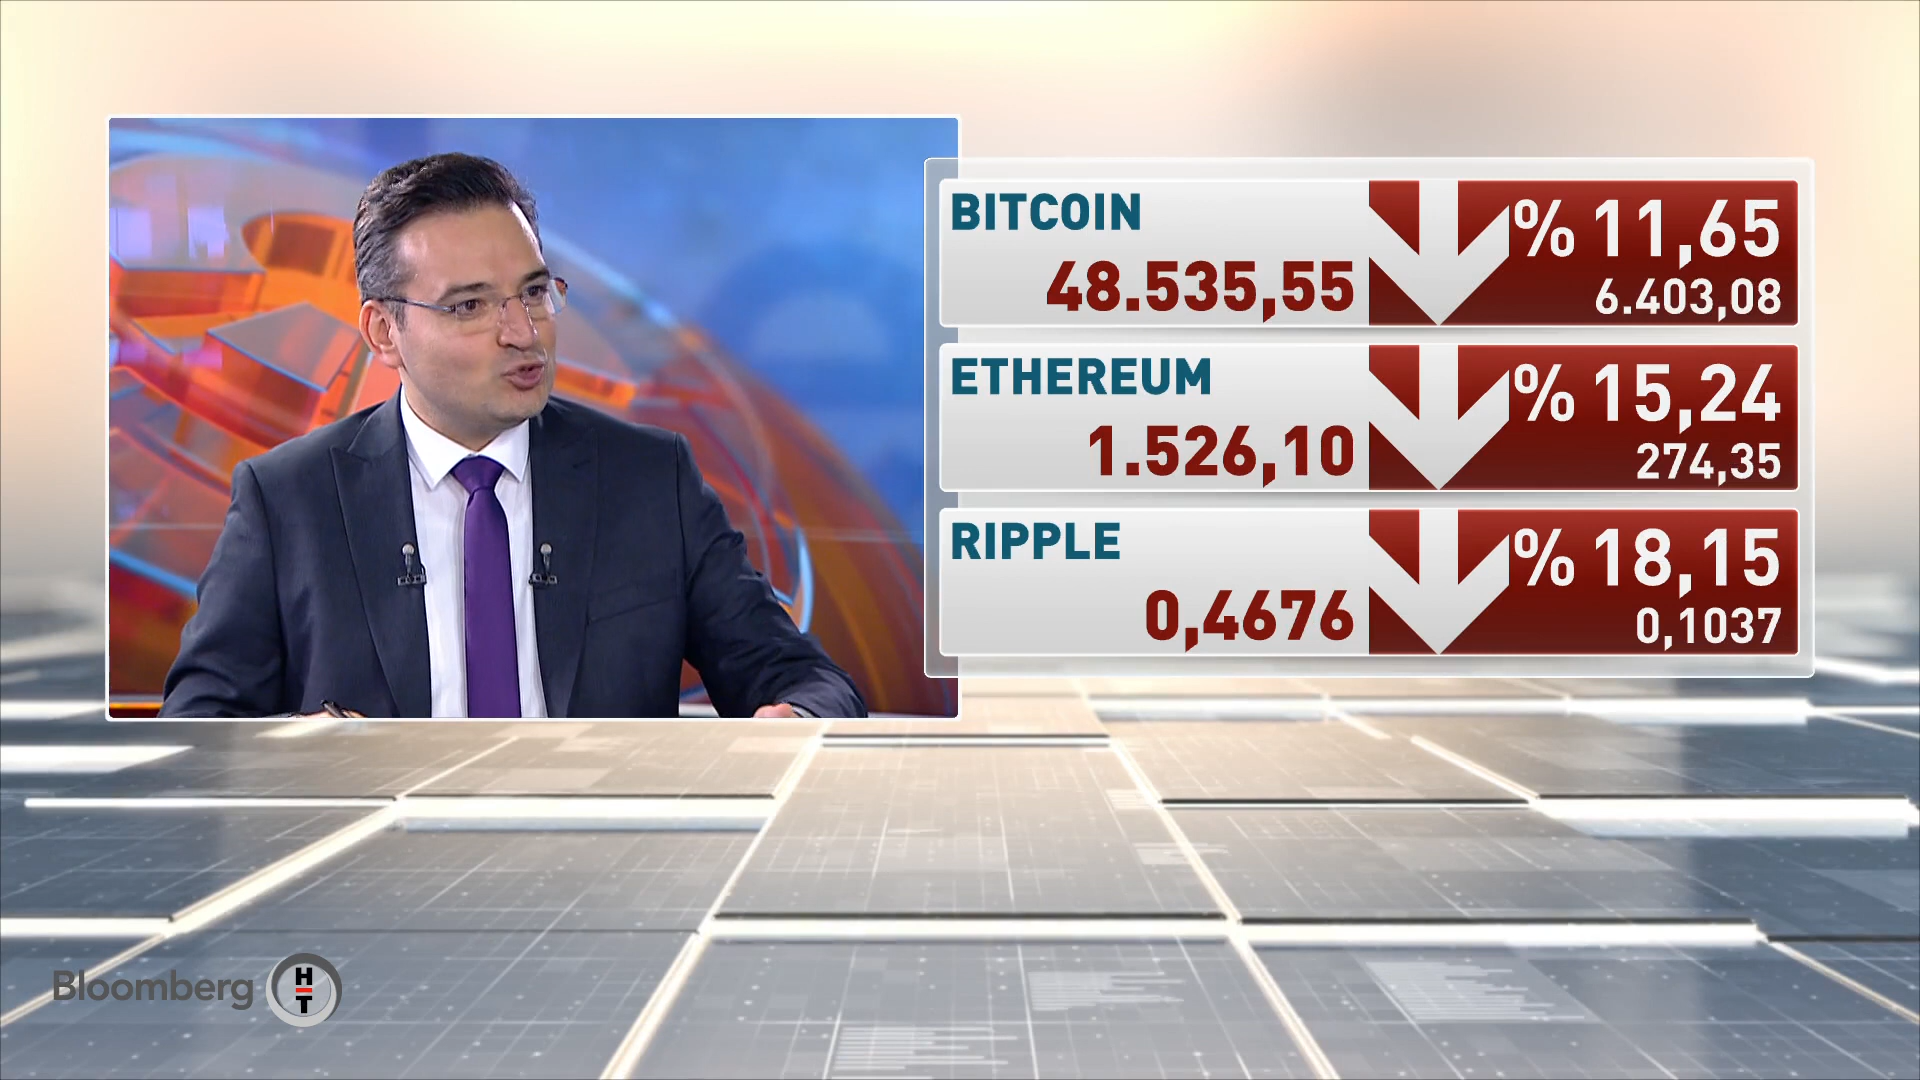 BITCOIN
48.535,55
% 11,65
6.403,08
ETHEREUM
1.526,10
% 15,24
274,35
RIPPLE
0,4676
% 18,15
0,1037
Bloomberg HT